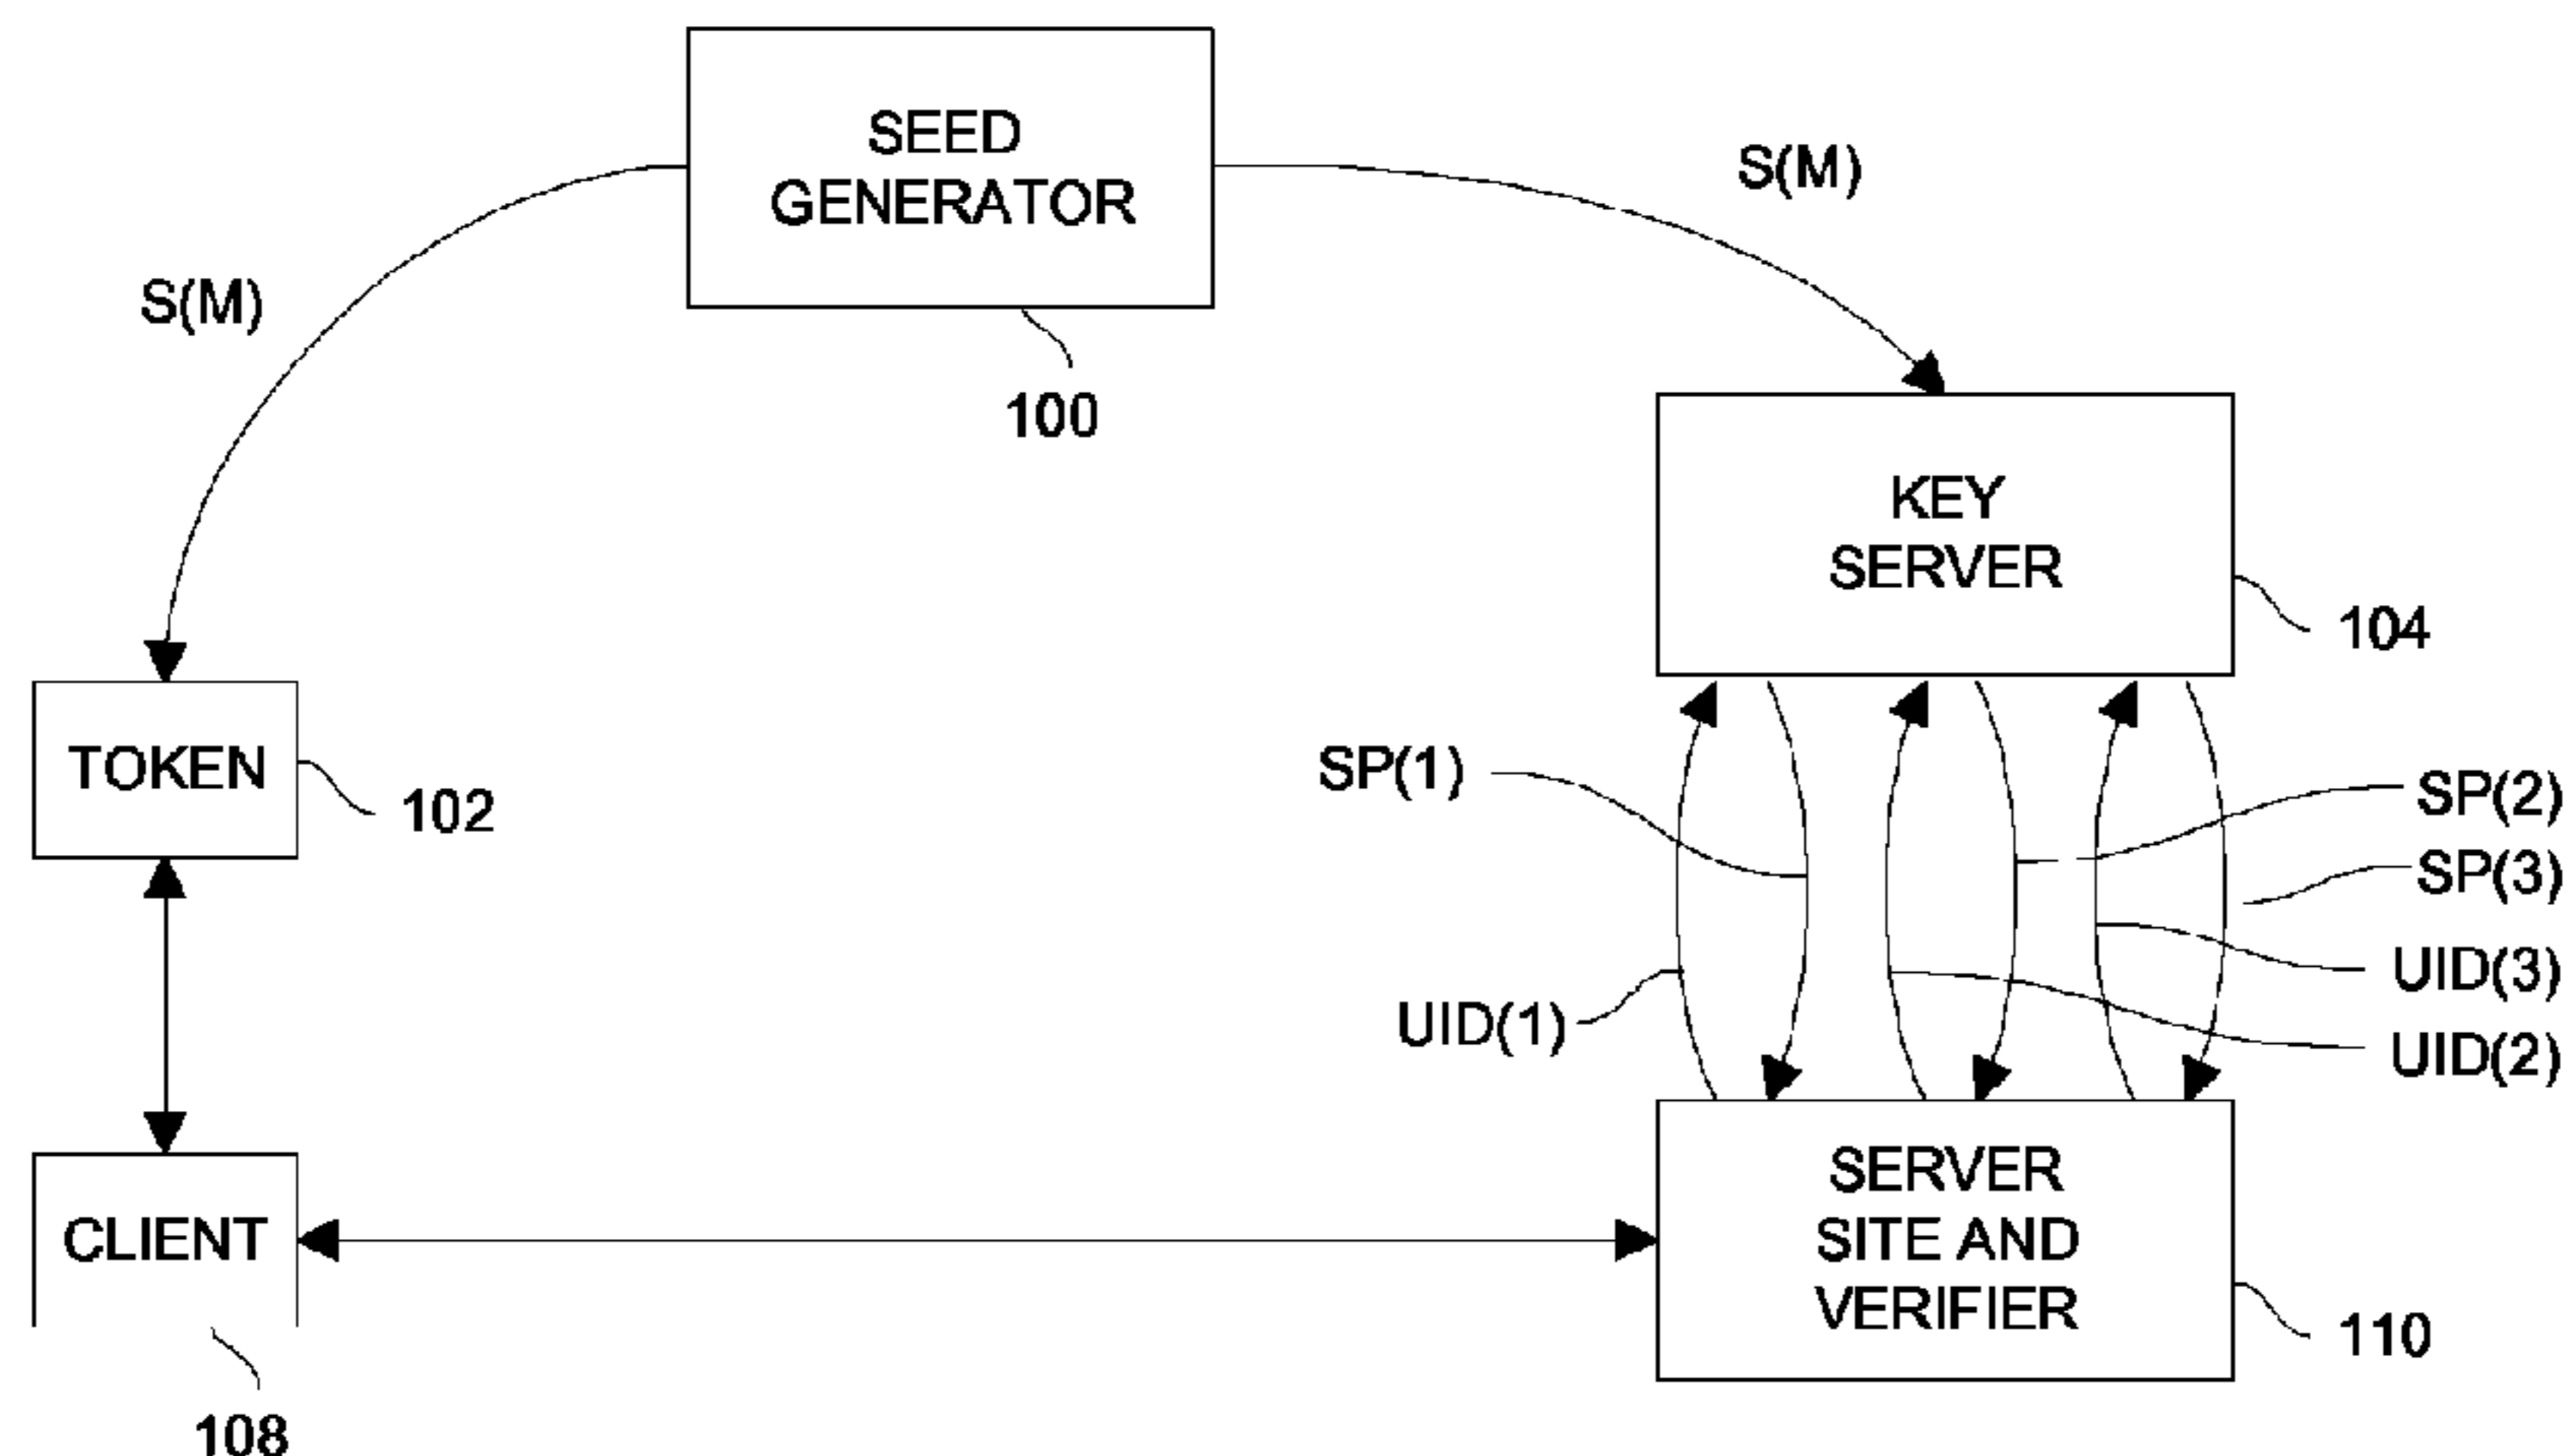 SEED
GENERATOR
S(M)
S(M)
100
KEY
SERVER
104
TOKEN
102
SP(1)
SP(2)
SP(3)
UID(3)
UID(1)
UID(2)
CLIENT
SERVER
SITE AND
VERIFIER
110
108